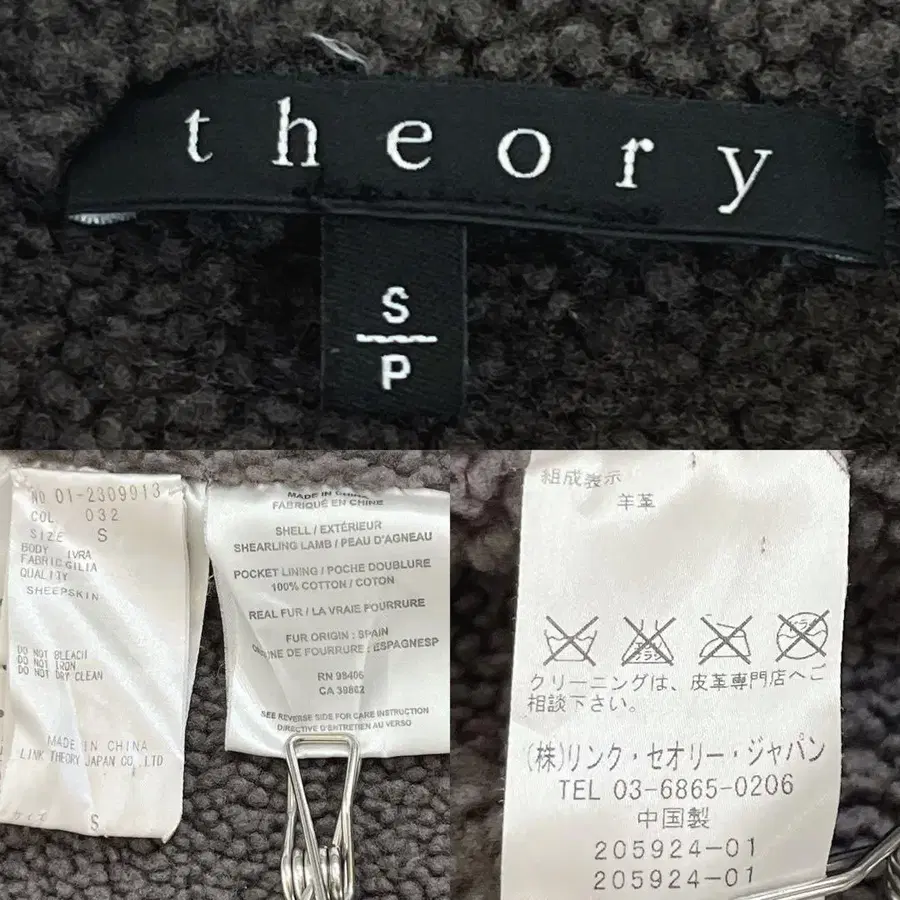 theory
S
P
NO 01-2309913
COL 032
SIZE S
BODY IVRA
FABRIC GILIA
QUALITY
SHEEPSKIN
DO NOT BLEACH
DO NOT IRON
DO NOT DRY CLEAN
MADE IN CHINA
LINK THEORY JAPAN CO.,LTD
サイズ S
MADE IN CHINA
FABRIQUÉ EN CHINE
SHELL / EXTÉRIEUR
SHEARLING LAMB / PEAU D'AGNEAU
POCKET LINING / POCHE DOUBLURE
100% COTTON / COTON
REAL FUR / LA VRAIE FOURRURE
FUR ORIGIN : SPAIN
DE FOURRURE : ESPAGNE
RN 98406
CA 39802
SEE REVERSE SIDE FOR CARE INSTRUCTION
DIRECTIVE D'ENTRETIEN AU VERSO
組成表示
羊革
クリーニングは、皮革専門店へご
相談下さい。
(株)リンク・セオリー・ジャパン
TEL 03-6865-0206
中国製
205924-01
205924-01